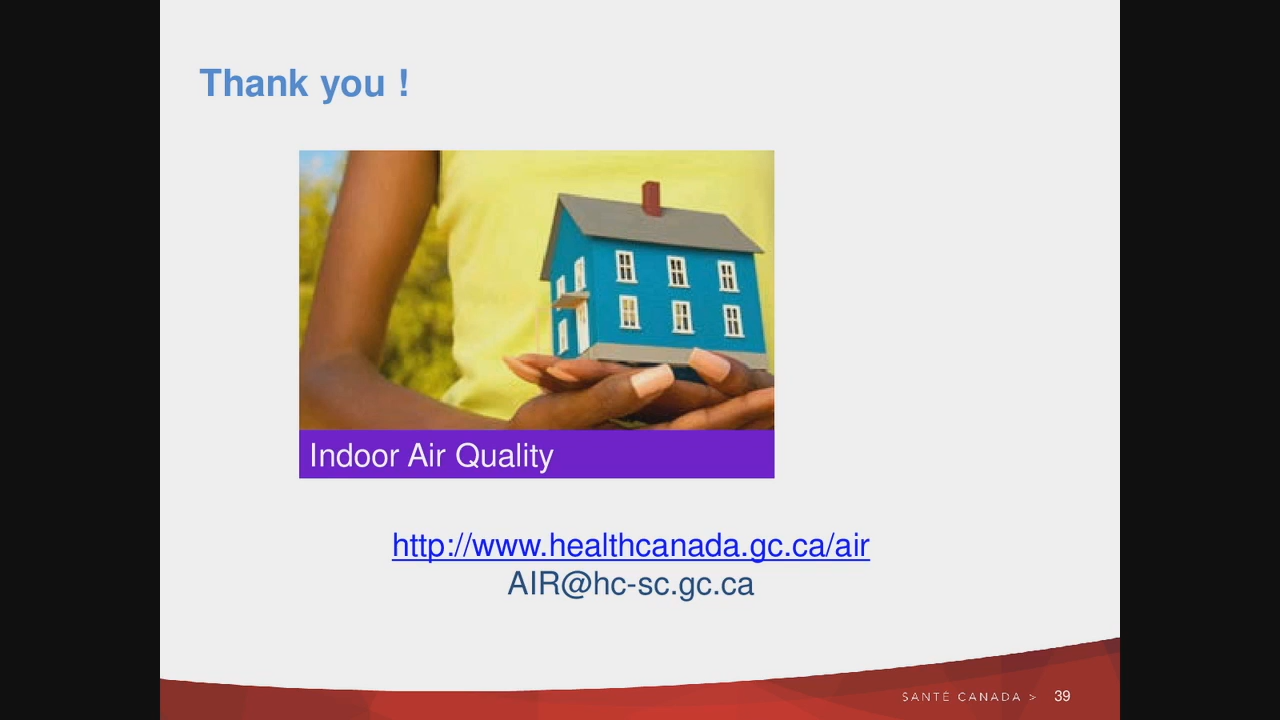 Thank you !
Indoor Air Quality
http://www.healthcanada.gc.ca/air
AIR@hc-sc.gc.ca
SANTÉ CANADA > 39